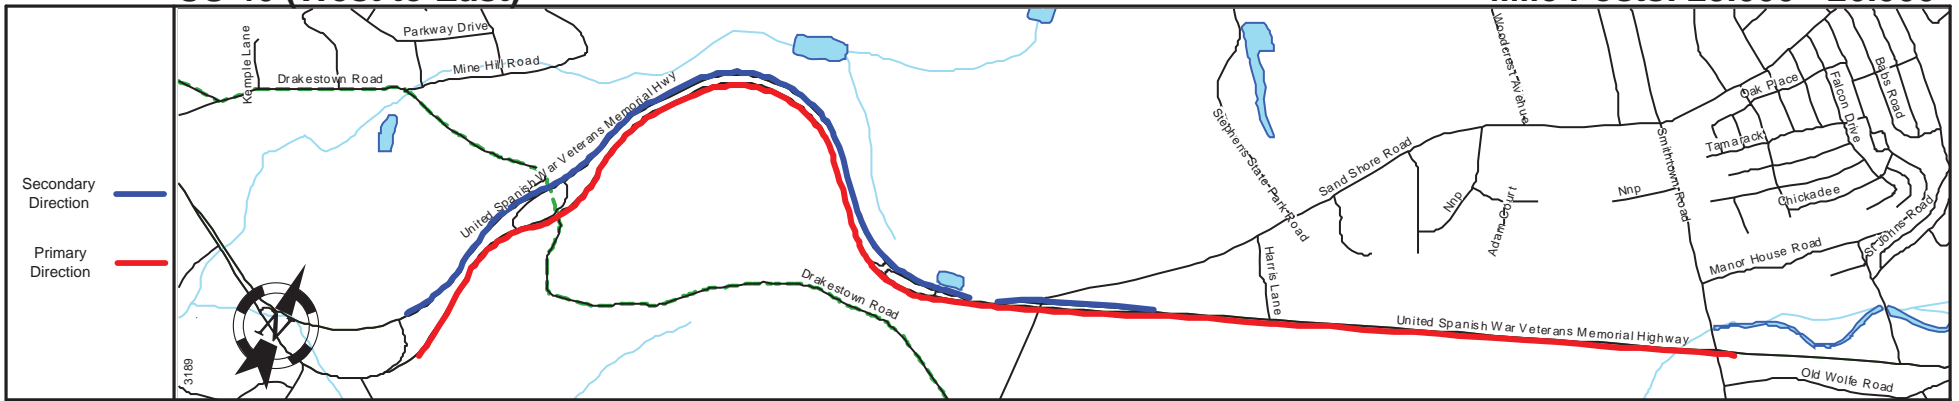 Secondary
Direction
Primary
Direction
Kemple Lane
Parkway Drive
Drakestown Road
Mine Hill Road
United Spanish War Veterans Memorial Hwy
Drakestown Road
3189
Stephens State Park Road
Sand Shore Road
Harris Lane
Woodcrest Avenue
Nnp
Adam Court
Nnp
Smithtown Road
Oak Place
Tamarack
Falcon Drive
Babs Road
Chickadee
Manor House Road
St Johns Road
United Spanish War Veterans Memorial Highway
Old Wolfe Road